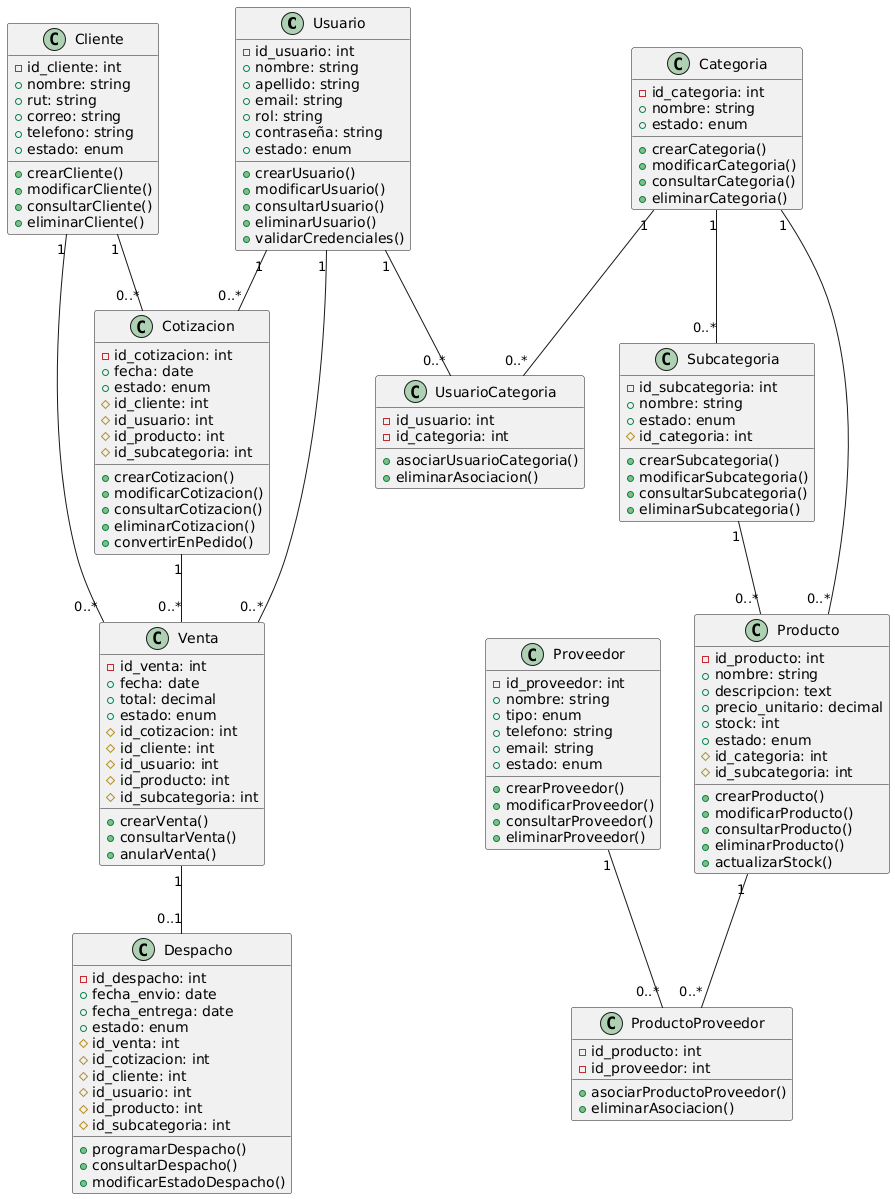 C Cliente
id_cliente: int
nombre: string
rut: string
correo: string
telefono: string
estado: enum
crearCliente()
modificarCliente()
consultarCliente()
eliminarCliente()
C Usuario
id_usuario: int
nombre: string
apellido: string
email: string
rol: string
contraseña: string
estado: enum
crearUsuario()
modificarUsuario()
consultarUsuario()
eliminarUsuario()
validarCredenciales()
C Categoria
id_categoria: int
nombre: string
estado: enum
crearCategoria()
modificarCategoria()
consultarCategoria()
eliminarCategoria()
1
1
1
1
1
1
1
1
0..*
0..*
C Cotizacion
id_cotizacion: int
fecha: date
estado: enum
id_cliente: int
id_usuario: int
id_producto: int
id_subcategoria: int
crearCotizacion()
modificarCotizacion()
consultarCotizacion()
eliminarCotizacion()
convertirEnPedido()
0..*
0..*
C UsuarioCategoria
id_usuario: int
id_categoria: int
asociarUsuarioCategoria()
eliminarAsociacion()
0..*
C Subcategoria
id_subcategoria: int
nombre: string
estado: enum
id_categoria: int
crearSubcategoria()
modificarSubcategoria()
consultarSubcategoria()
eliminarSubcategoria()
1
1
0..*
0..*
0..*
0..*
0..*
C Venta
id_venta: int
fecha: date
total: decimal
estado: enum
id_cotizacion: int
id_cliente: int
id_usuario: int
id_producto: int
id_subcategoria: int
crearVenta()
consultarVenta()
anularVenta()
C Proveedor
id_proveedor: int
nombre: string
tipo: enum
telefono: string
email: string
estado: enum
crearProveedor()
modificarProveedor()
consultarProveedor()
eliminarProveedor()
C Producto
id_producto: int
nombre: string
descripcion: text
precio_unitario: decimal
stock: int
estado: enum
id_categoria: int
id_subcategoria: int
crearProducto()
modificarProducto()
consultarProducto()
eliminarProducto()
actualizarStock()
1
1
1
0..1
C Despacho
id_despacho: int
fecha_envio: date
fecha_entrega: date
estado: enum
id_venta: int
id_cotizacion: int
id_cliente: int
id_usuario: int
id_producto: int
id_subcategoria: int
programarDespacho()
consultarDespacho()
modificarEstadoDespacho()
0..*
0..*
C ProductoProveedor
id_producto: int
id_proveedor: int
asociarProductoProveedor()
eliminarAsociacion()